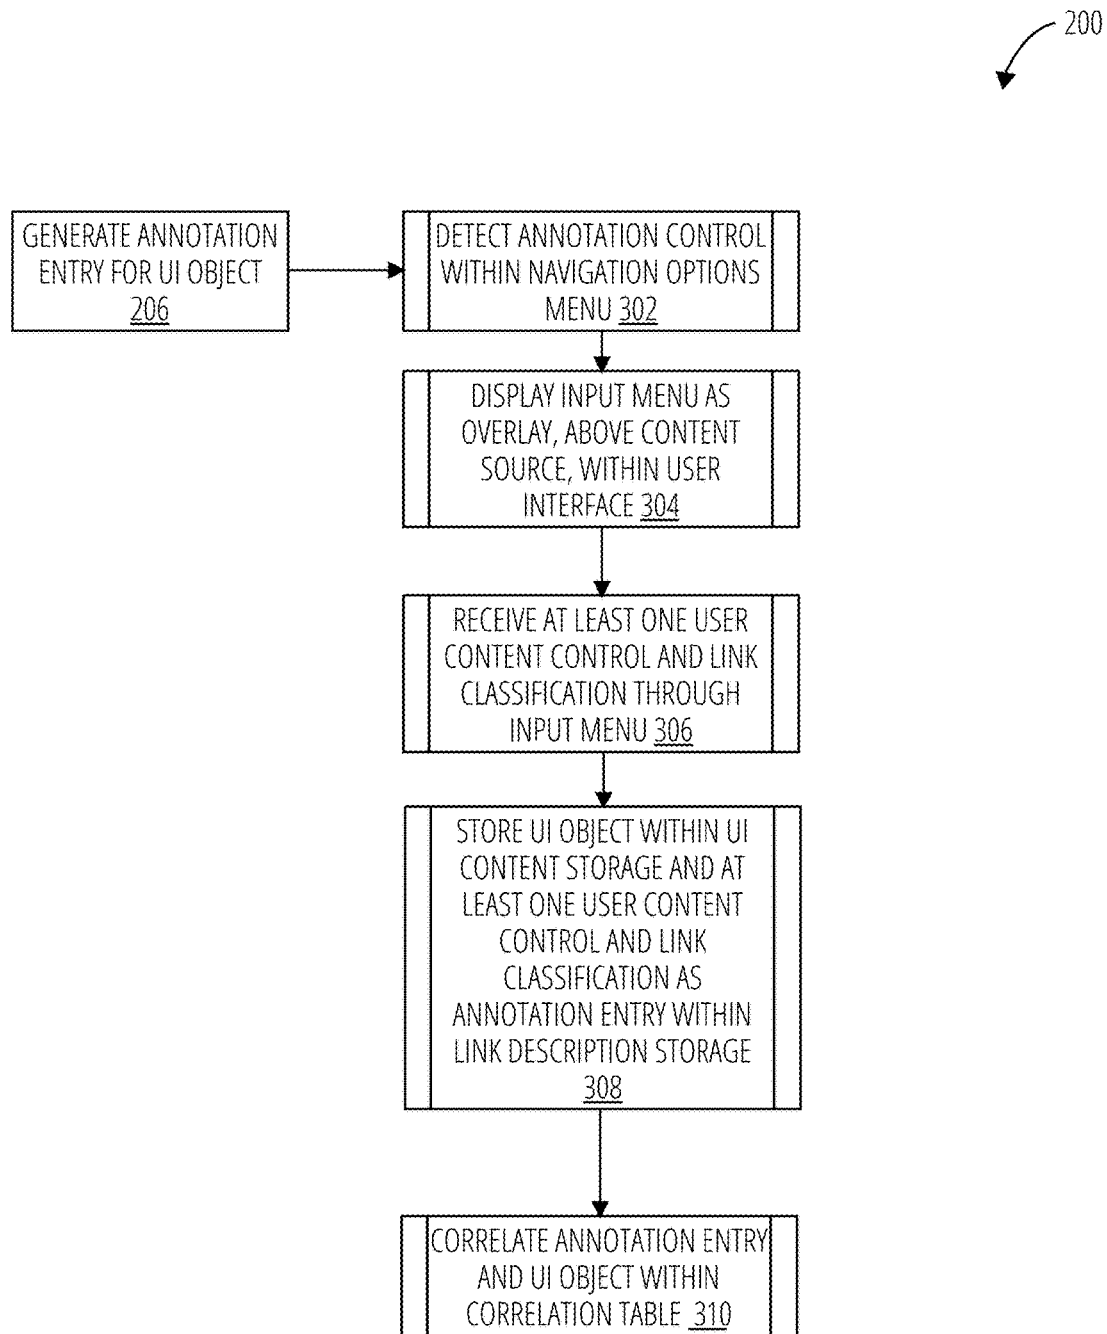 200
GENERATE ANNOTATION
ENTRY FOR UI OBJECT
206
DETECT ANNOTATION CONTROL
WITHIN NAVIGATION OPTIONS
MENU 302
DISPLAY INPUT MENU AS
OVERLAY, ABOVE CONTENT
SOURCE, WITHIN USER
INTERFACE 304
RECEIVE AT LEAST ONE USER
CONTENT CONTROL AND LINK
CLASSIFICATION THROUGH
INPUT MENU 306
STORE UI OBJECT WITHIN UI
CONTENT STORAGE AND AT
LEAST ONE USER CONTENT
CONTROL AND LINK
CLASSIFICATION AS
ANNOTATION ENTRY WITHIN
LINK DESCRIPTION STORAGE
308
CORRELATE ANNOTATION ENTRY
AND UI OBJECT WITHIN
CORRELATION TABLE 310